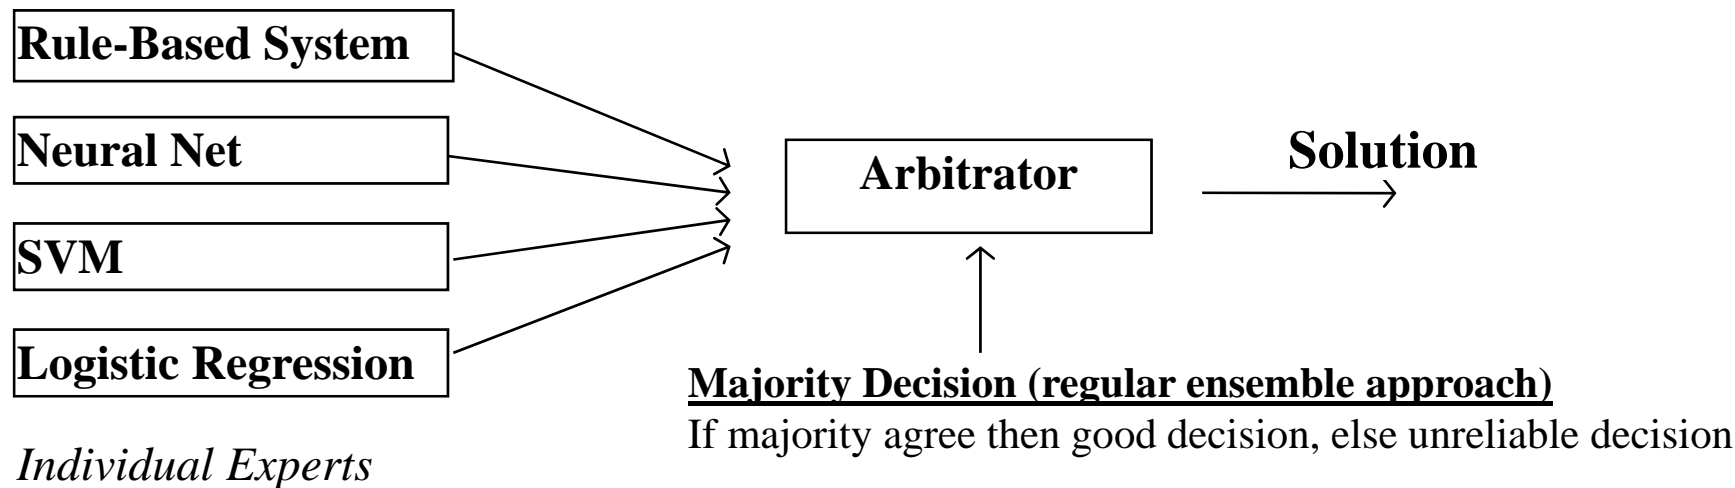 Rule-Based System
Neural Net
SVM
Logistic Regression
Individual Experts
Arbitrator
Solution
Majority Decision (regular ensemble approach)
If majority agree then good decision, else unreliable decision